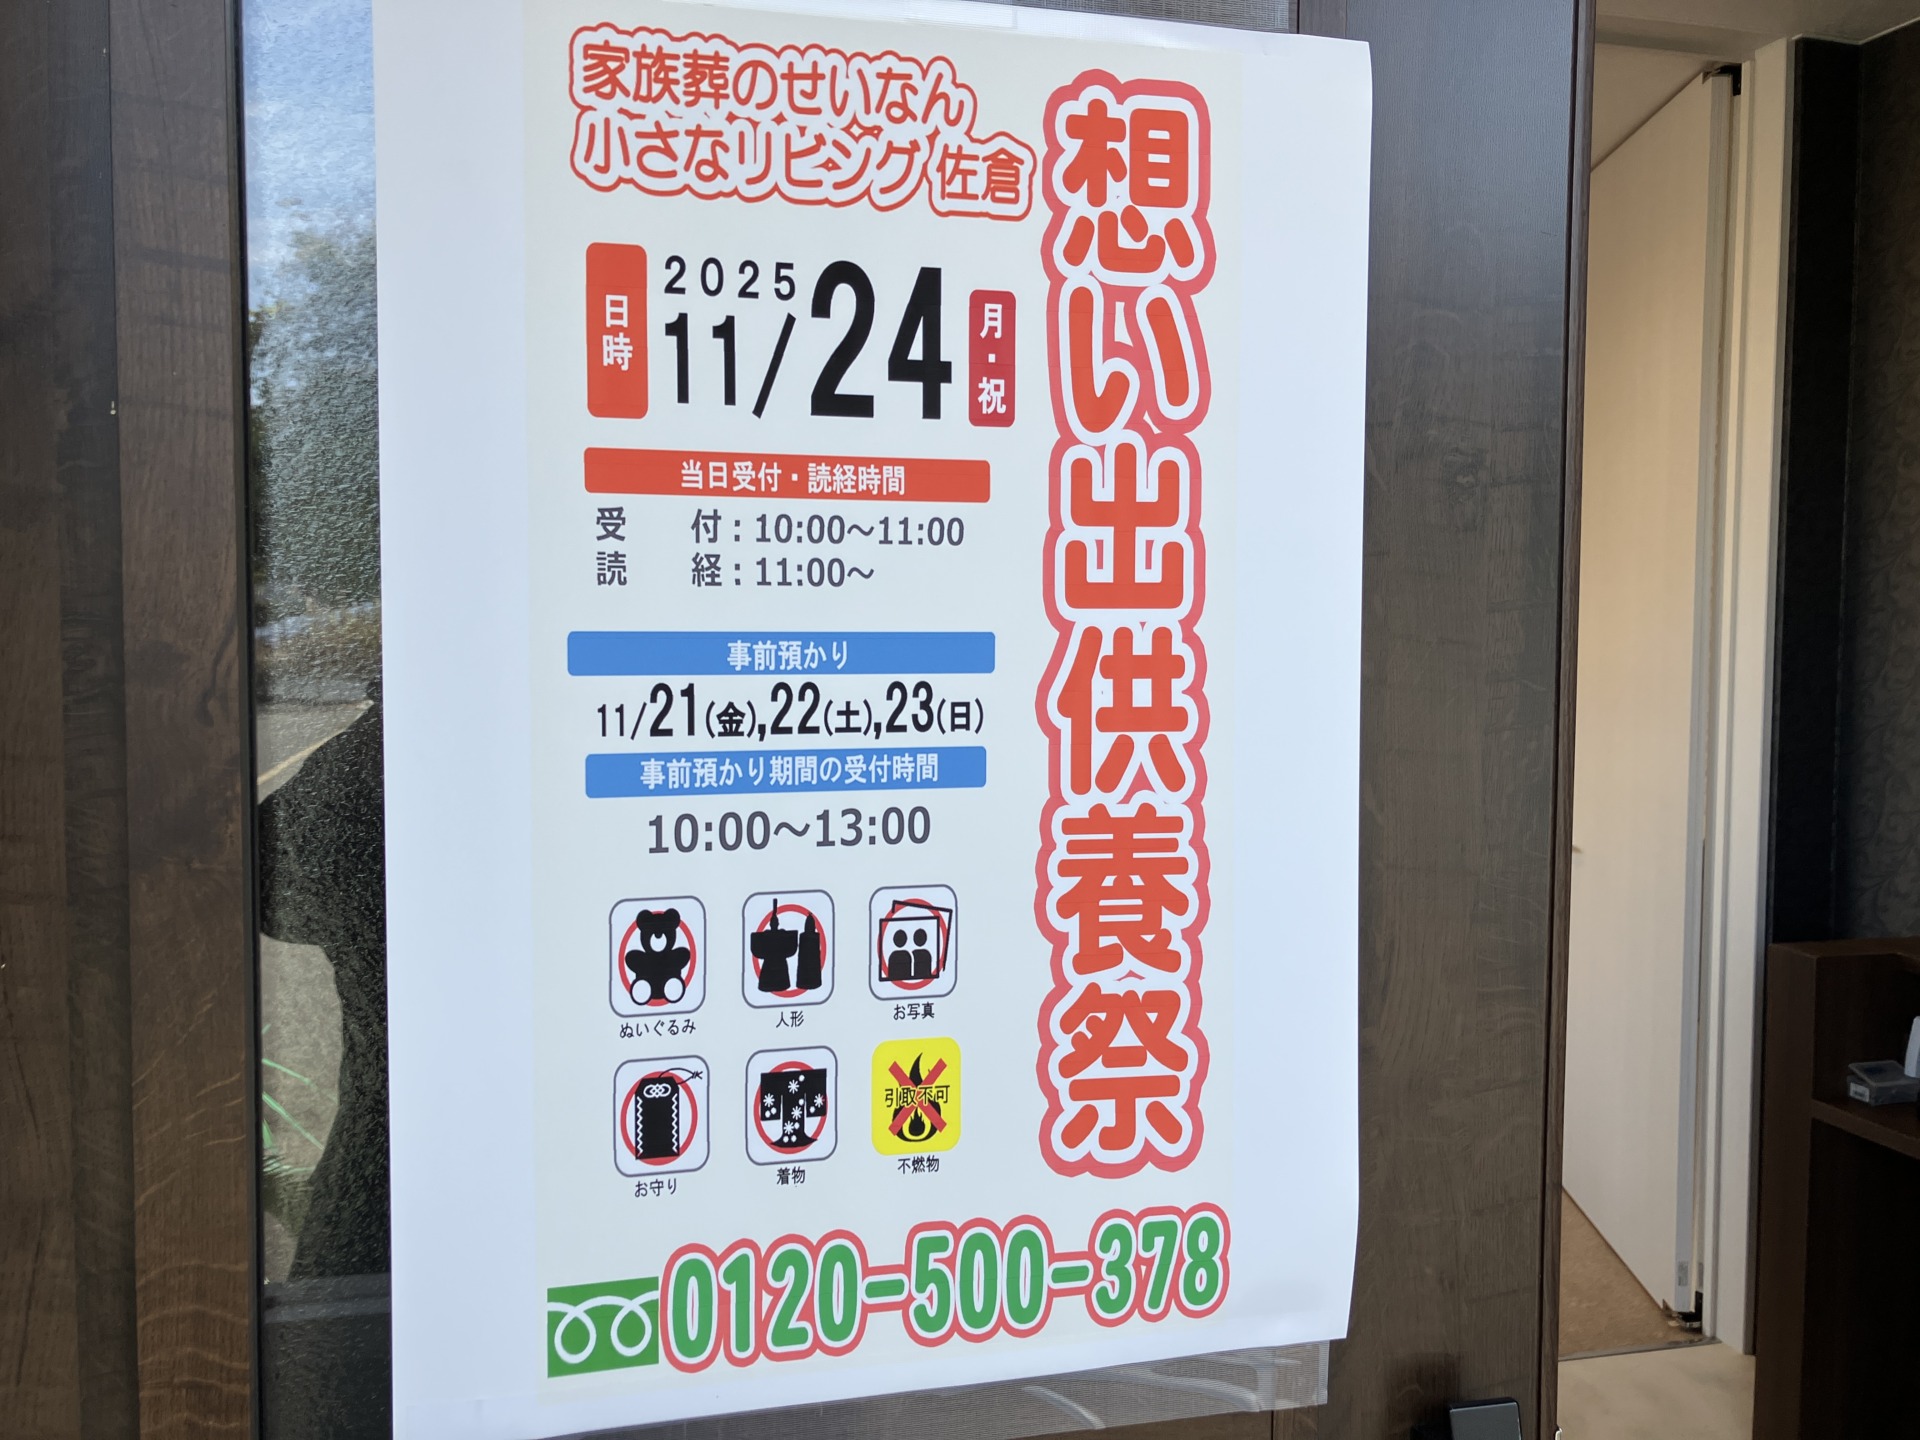 想い出供養祭
家族葬のせいなん
小さなリビング 佐倉
日時
2025
11/24
月・祝
当日受付・読経時間
受　付：10:00～11:00
読　経：11:00～
事前預かり
11/21(金),22(土),23(日)
事前預かり期間の受付時間
10:00～13:00
ぬいぐるみ
人形
お写真
お守り
着物
引取不可
不燃物
0120-500-378